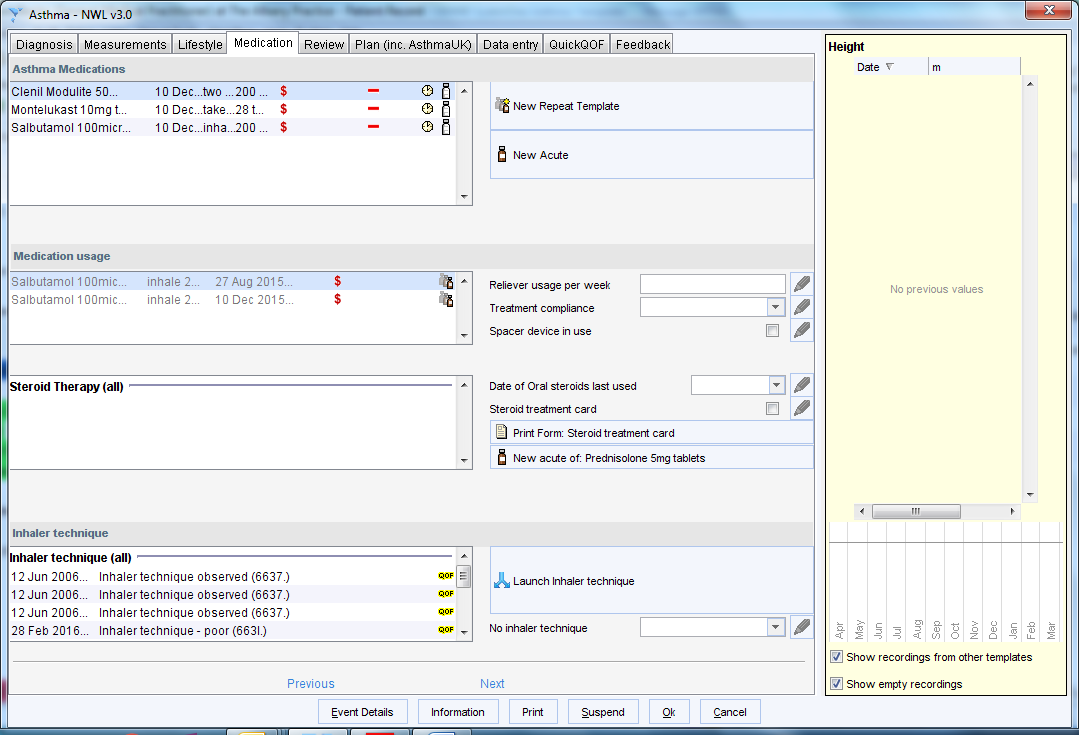 Asthma - NWL v3.0
Diagnosis Measurements Lifestyle Medication Review Plan (inc. AsthmaUK) Data entry QuickQOF Feedback
Asthma Medications
Clenil Modulite 50... 10 Dec...two ...200 ... $
Montelukast 10mg t... 10 Dec...take...28 t... $
Salbutamol 100micr... 10 Dec...inha...200 ... $
New Repeat Template
New Acute
Medication usage
Salbutamol 100mic... inhale 2... 27 Aug 2015... $
Salbutamol 100mic... inhale 2... 10 Dec 2015... $
Reliever usage per week
Treatment compliance
Spacer device in use
Steroid Therapy (all)
Date of Oral steroids last used
Steroid treatment card
Print Form: Steroid treatment card
New acute of: Prednisolone 5mg tablets
Inhaler technique
Inhaler technique (all)
12 Jun 2006... Inhaler technique observed (6637.) QOF
12 Jun 2006... Inhaler technique observed (6637.) QOF
12 Jun 2006... Inhaler technique observed (6637.) QOF
28 Feb 2016... Inhaler technique - poor (663I.) QOF
Launch Inhaler technique
No inhaler technique
Previous Next
Event Details Information Print Suspend Ok Cancel
Height
Date m
No previous values
Apr May Jun Jul Aug Sep Oct Nov Dec Jan Feb Mar
Show recordings from other templates
Show empty recordings